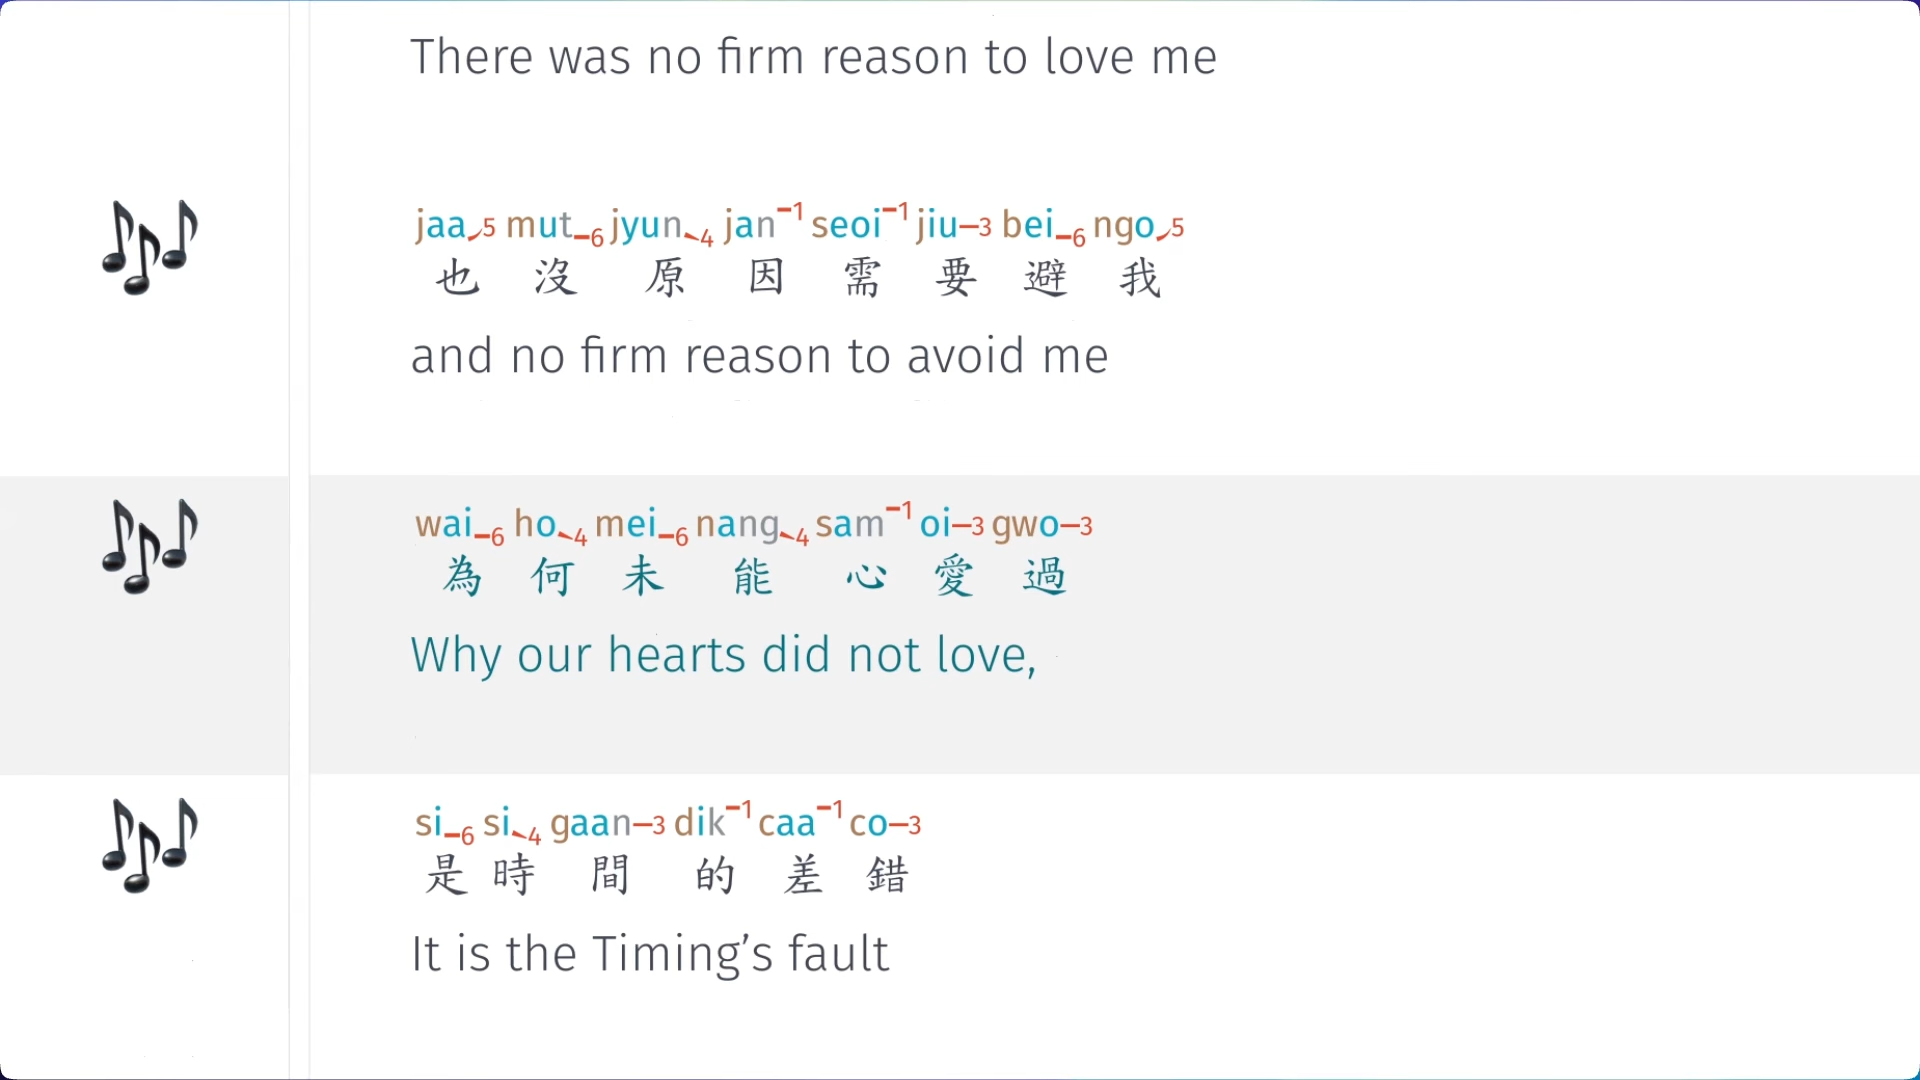 There was no firm reason to love me
jaa5 mut6 jyun4 jan1 seoi1 jiu3 bei6 ngo5
也 沒 原 因 需 要 避 我
and no firm reason to avoid me
wai6 ho4 mei6 nang4 sam1 oi3 gwo3
為 何 未 能 心 愛 過
Why our hearts did not love,
si6 si4 gaan3 dik1 caa1 co3
是 時 間 的 差 錯
It is the Timing’s fault